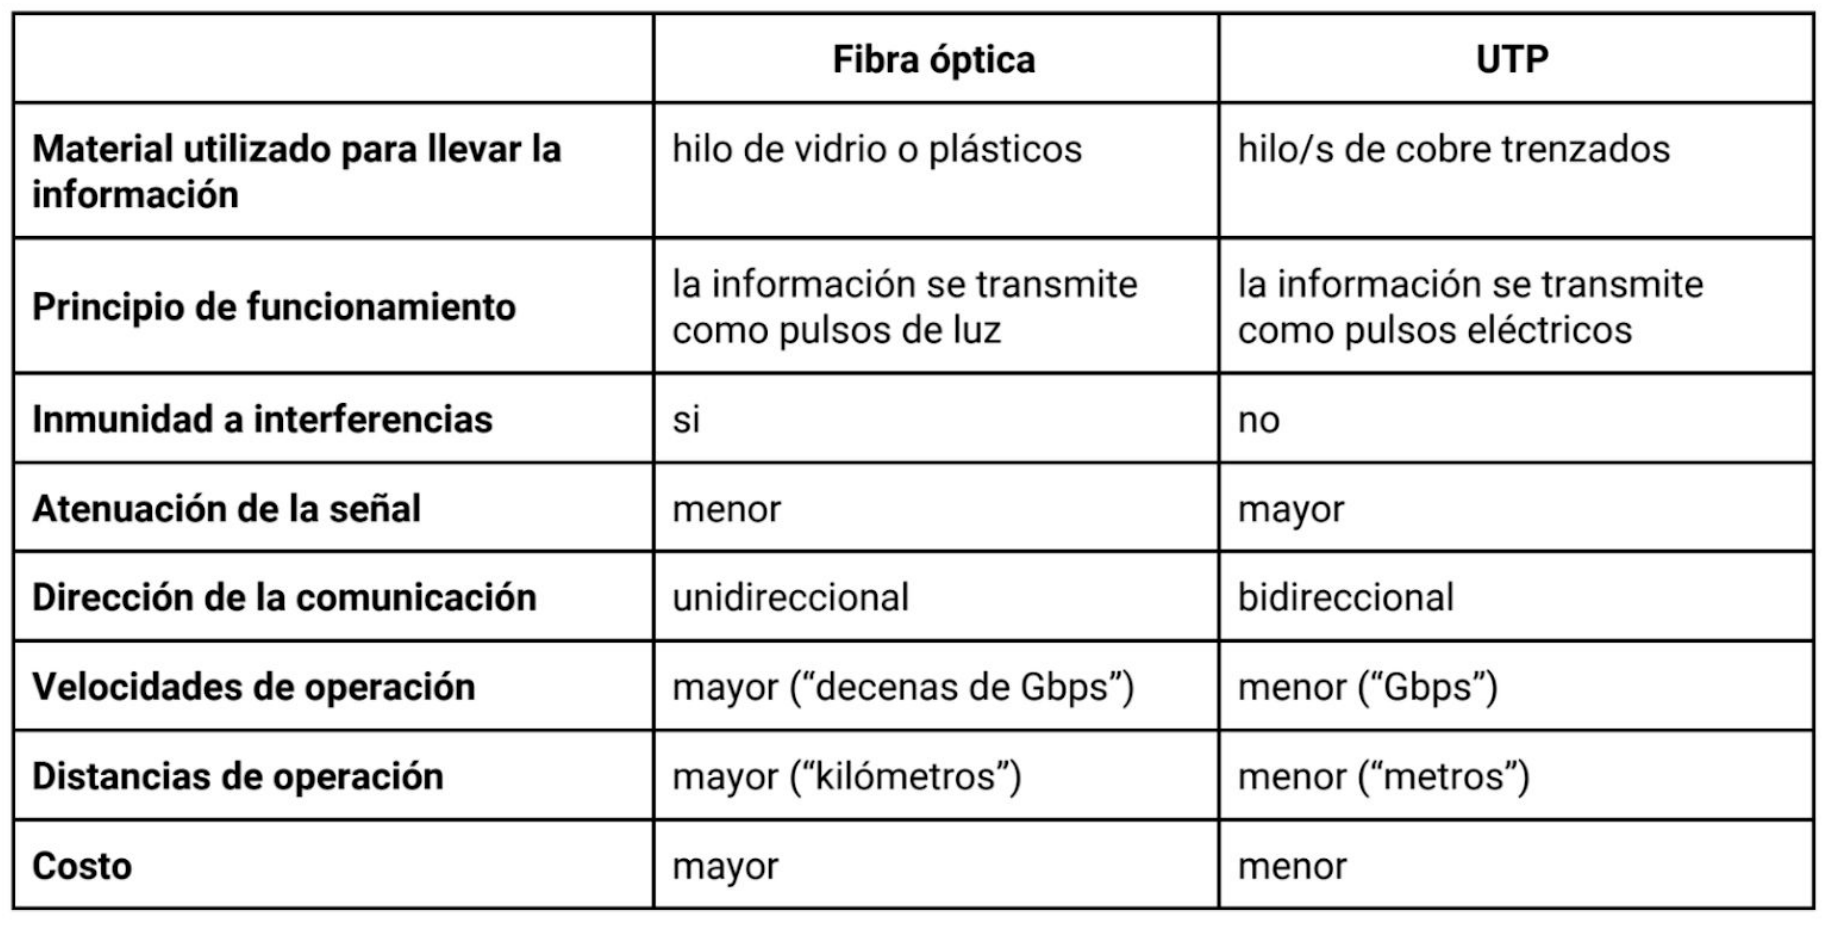 Fibra óptica
UTP
Material utilizado para llevar la
información
hilo de vidrio o plásticos
hilo/s de cobre trenzados
Principio de funcionamiento
la información se transmite
como pulsos de luz
la información se transmite
como pulsos eléctricos
Inmunidad a interferencias
si
no
Atenuación de la señal
menor
mayor
Dirección de la comunicación
unidireccional
bidireccional
Velocidades de operación
mayor (“decenas de Gbps”)
menor (“Gbps”)
Distancias de operación
mayor (“kilómetros”)
menor (“metros”)
Costo
mayor
menor